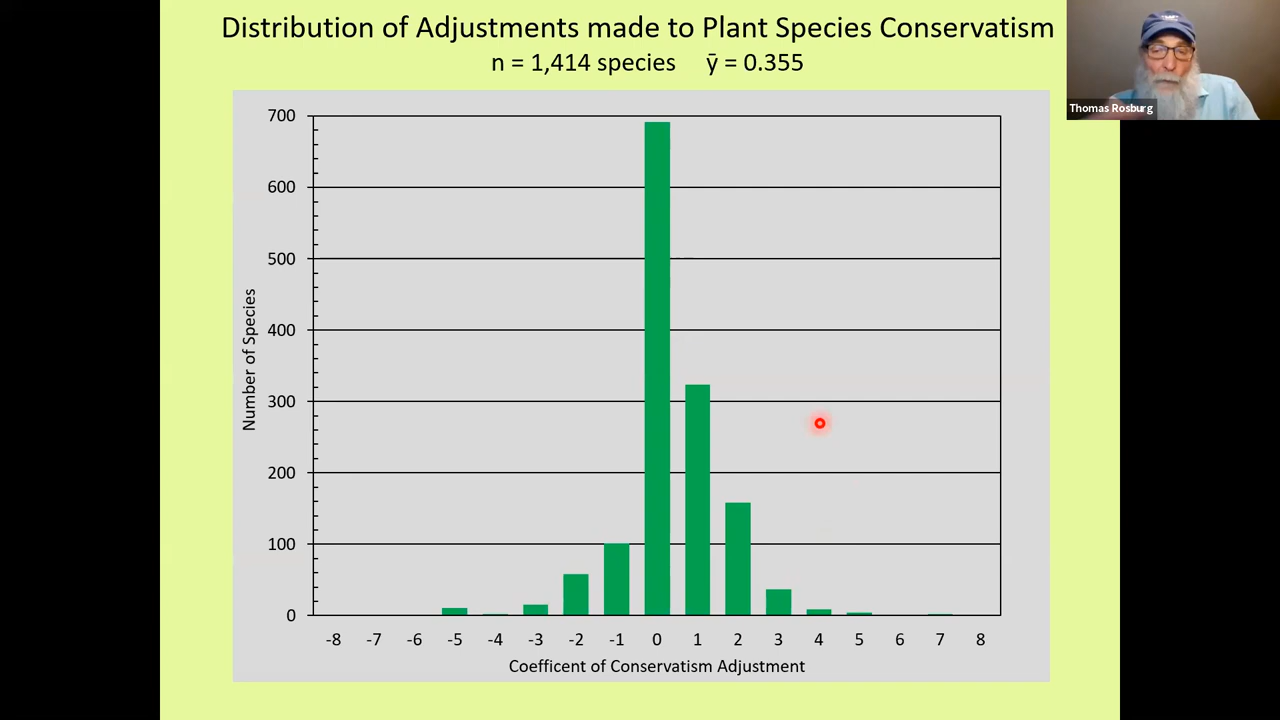 Distribution of Adjustments made to Plant Species Conservatism
n = 1,414 species ȳ = 0.355
Thomas Rosburg
700
600
500
400
300
200
100
0
Number of Species
-8 -7 -6 -5 -4 -3 -2 -1 0 1 2 3 4 5 6 7 8
Coefficent of Conservatism Adjustment